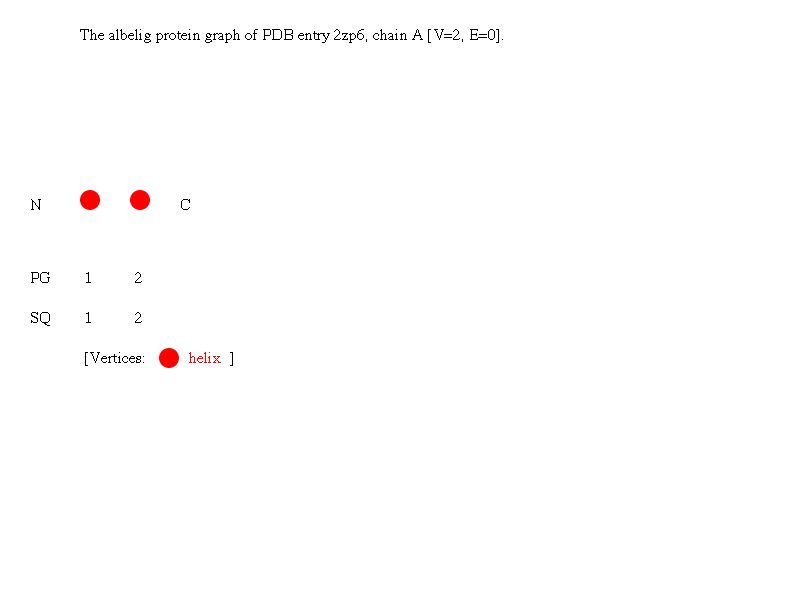 The albelig protein graph of PDB entry 2zp6, chain A [V=2, E=0].
N C
PG 1 2
SQ 1 2
[Vertices: helix ]